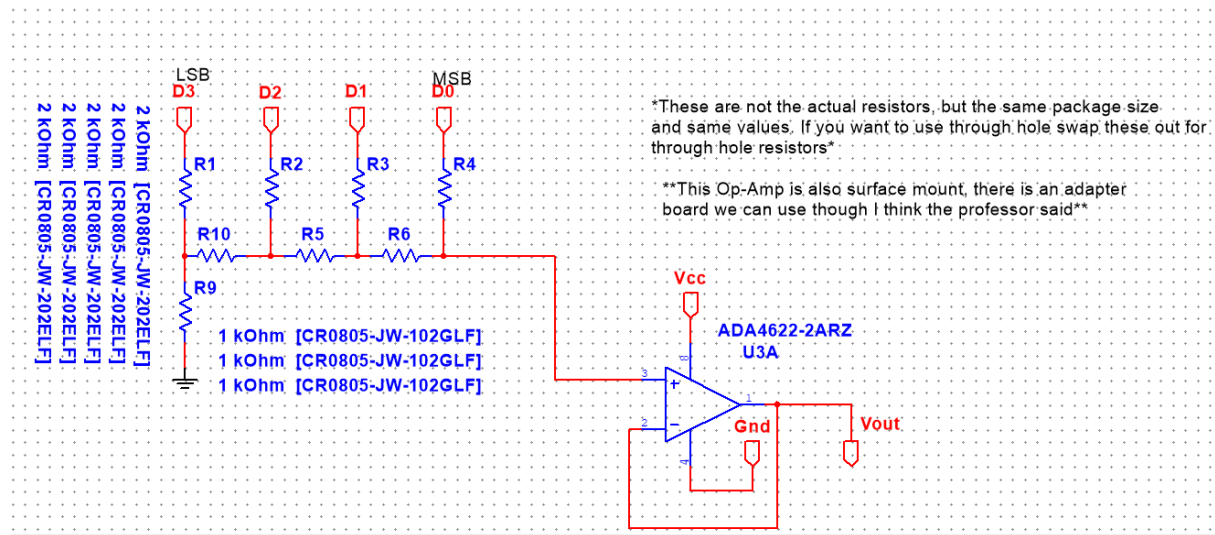 LSB
MSB
D3
D2
D1
D0
2 kOhm [CR0805-JW-202ELF]
2 kOhm [CR0805-JW-202ELF]
2 kOhm [CR0805-JW-202ELF]
2 kOhm [CR0805-JW-202ELF]
2 kOhm [CR0805-JW-202ELF]
R1
R2
R3
R4
R10
R5
R6
R9
1 kOhm [CR0805-JW-102GLF]
1 kOhm [CR0805-JW-102GLF]
1 kOhm [CR0805-JW-102GLF]
*These are not the actual resistors, but the same package size
and same values. If you want to use through hole swap these out for
through hole resistors*
**This Op-Amp is also surface mount, there is an adapter
board we can use though I think the professor said**
Vcc
ADA4622-2ARZ
U3A
8
3
+
1
2
−
4
Gnd
Vout